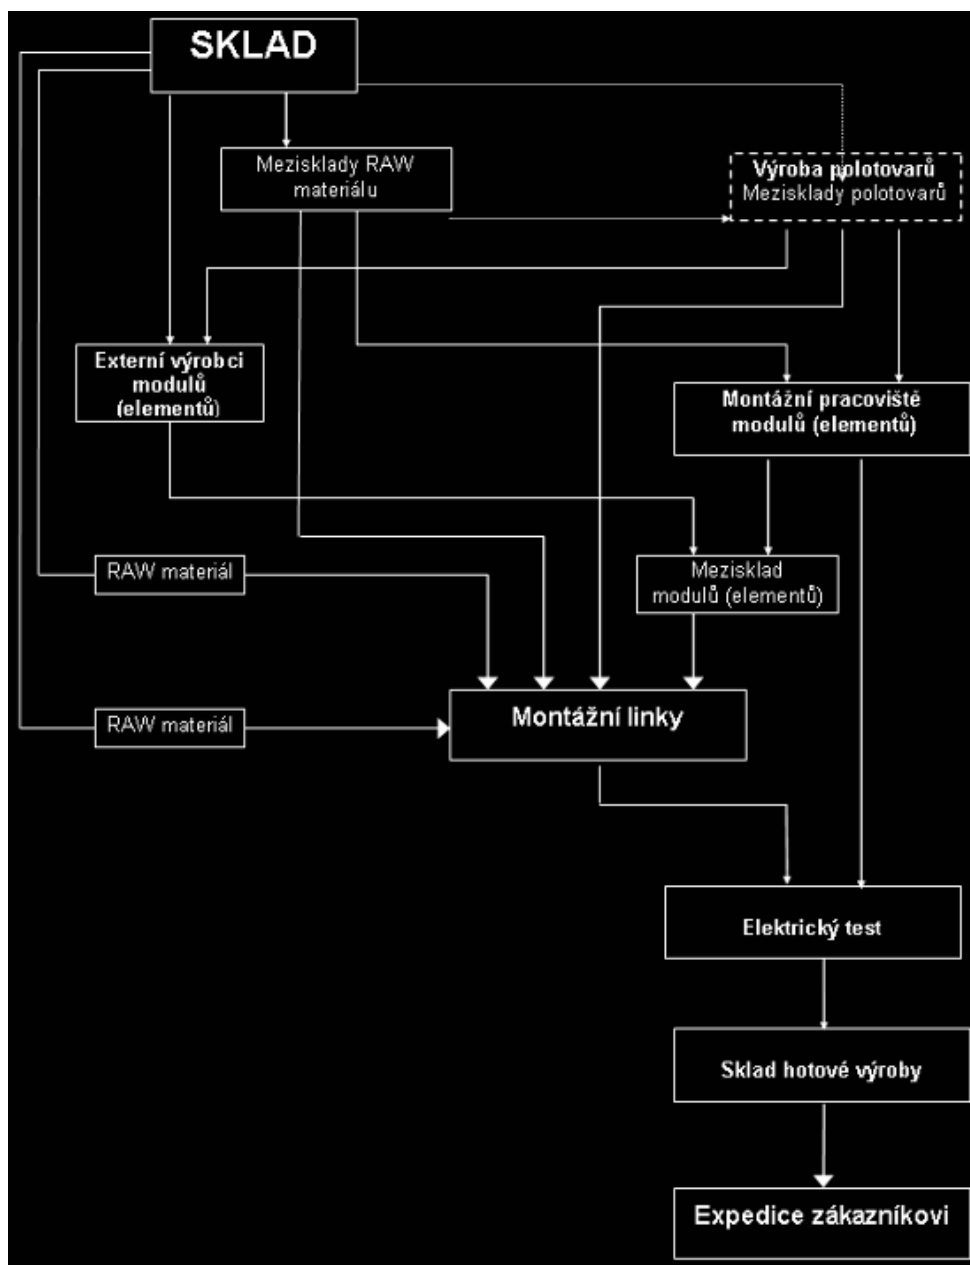 SKLAD
Mezisklady RAW
materiálu
Výroba polotovarů
Mezisklady polotovarů
Externí výrobci
modulů
(elementů)
Montážní pracoviště
modulů (elementů)
RAW materiál
Mezisklad
modulů (elementů)
RAW materiál
Montážní linky
Elektrický test
Sklad hotové výroby
Expedice zákazníkovi